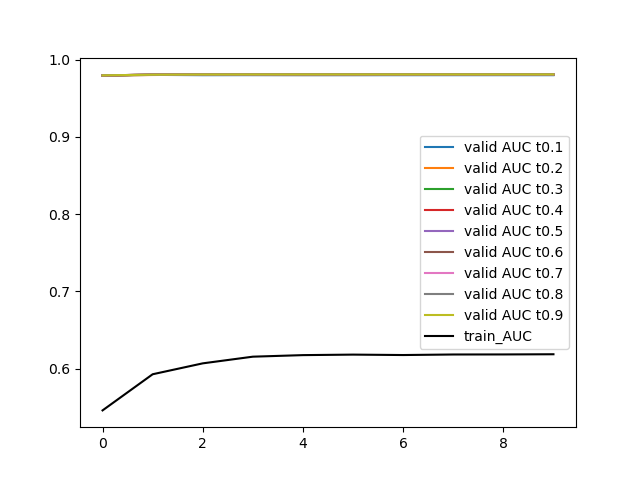 1.0
0.9
0.8
0.7
0.6
0 2 4 6 8
valid AUC t0.1
valid AUC t0.2
valid AUC t0.3
valid AUC t0.4
valid AUC t0.5
valid AUC t0.6
valid AUC t0.7
valid AUC t0.8
valid AUC t0.9
train_AUC